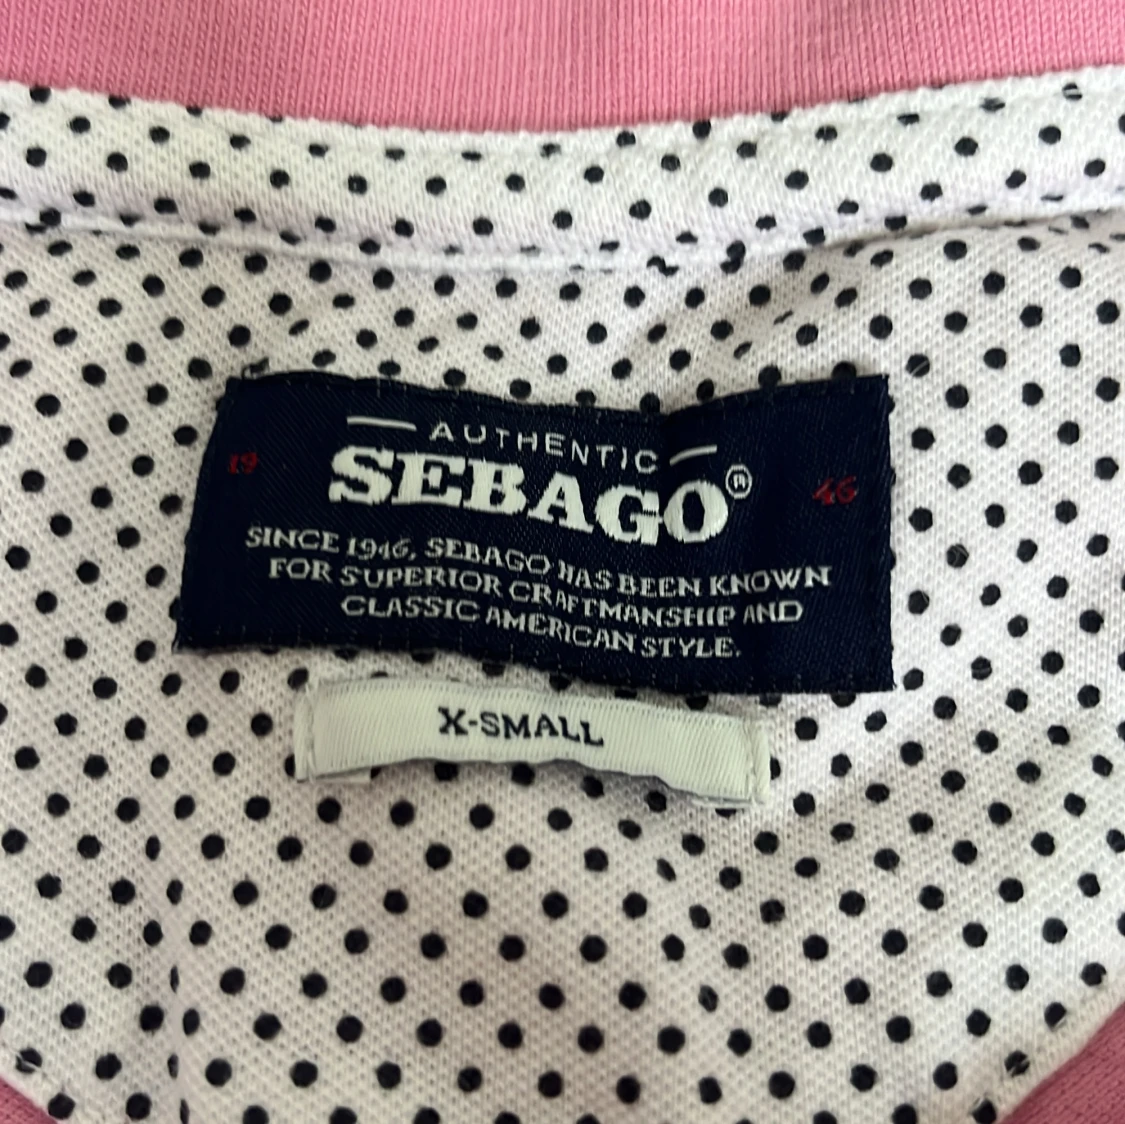 AUTHENTIC
19 SEBAGO® 46
SINCE 1946, SEBAGO HAS BEEN KNOWN
FOR SUPERIOR CRAFTMANSHIP AND
CLASSIC AMERICAN STYLE.
X-SMALL